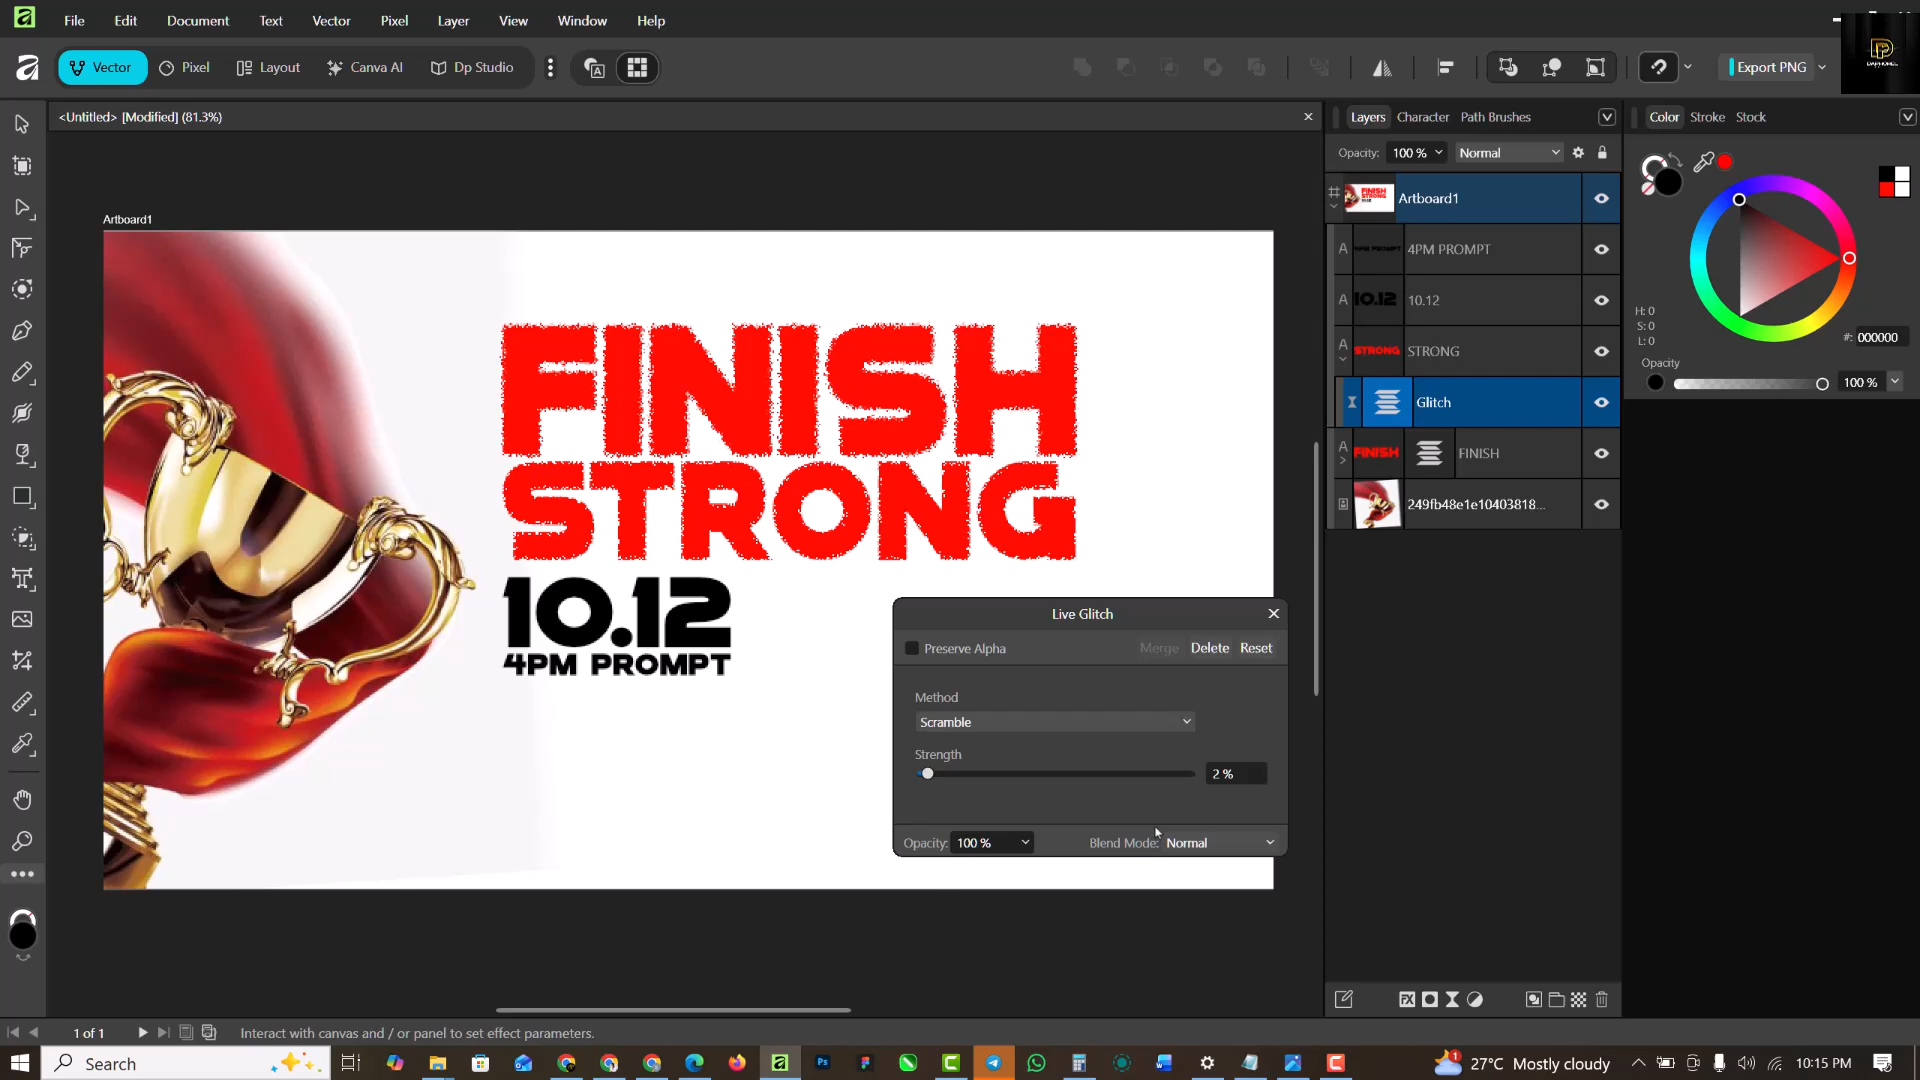 File Edit Document Text Vector Pixel Layer View Window Help
Vector Pixel Layout Canva AI Dp Studio Export PNG
<Untitled> [Modified] (81.3%)
Layers Character Path Brushes
Color Stroke Stock
Opacity: 100 % Normal
Artboard1
4PM PROMPT
10.12
STRONG
Glitch
FINISH
249fb48e1e10403818...
H: 0
S: 0
L: 0
#: 000000
Opacity
100 %
Artboard1
FINISH
STRONG
10.12
4PM PROMPT
Live Glitch
Preserve Alpha Merge Delete Reset
Method
Scramble
Strength
2 %
Opacity: 100 % Blend Mode: Normal
1 of 1 Interact with canvas and / or panel to set effect parameters.
Search 27°C Mostly cloudy 10:15 PM